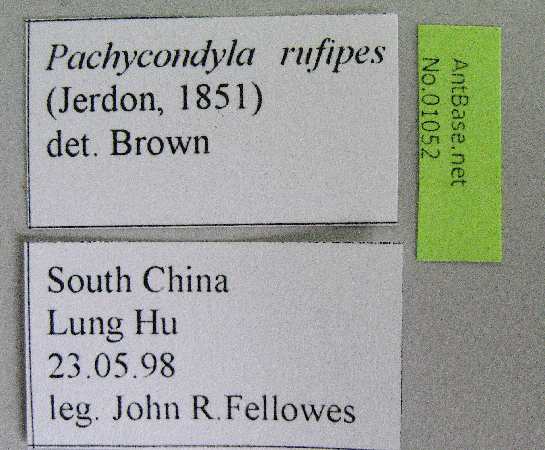 Pachycondyla rufipes
(Jerdon, 1851)
det. Brown
AntBase.net
No.01052
South China
Lung Hu
23.05.98
leg. John R.Fellowes